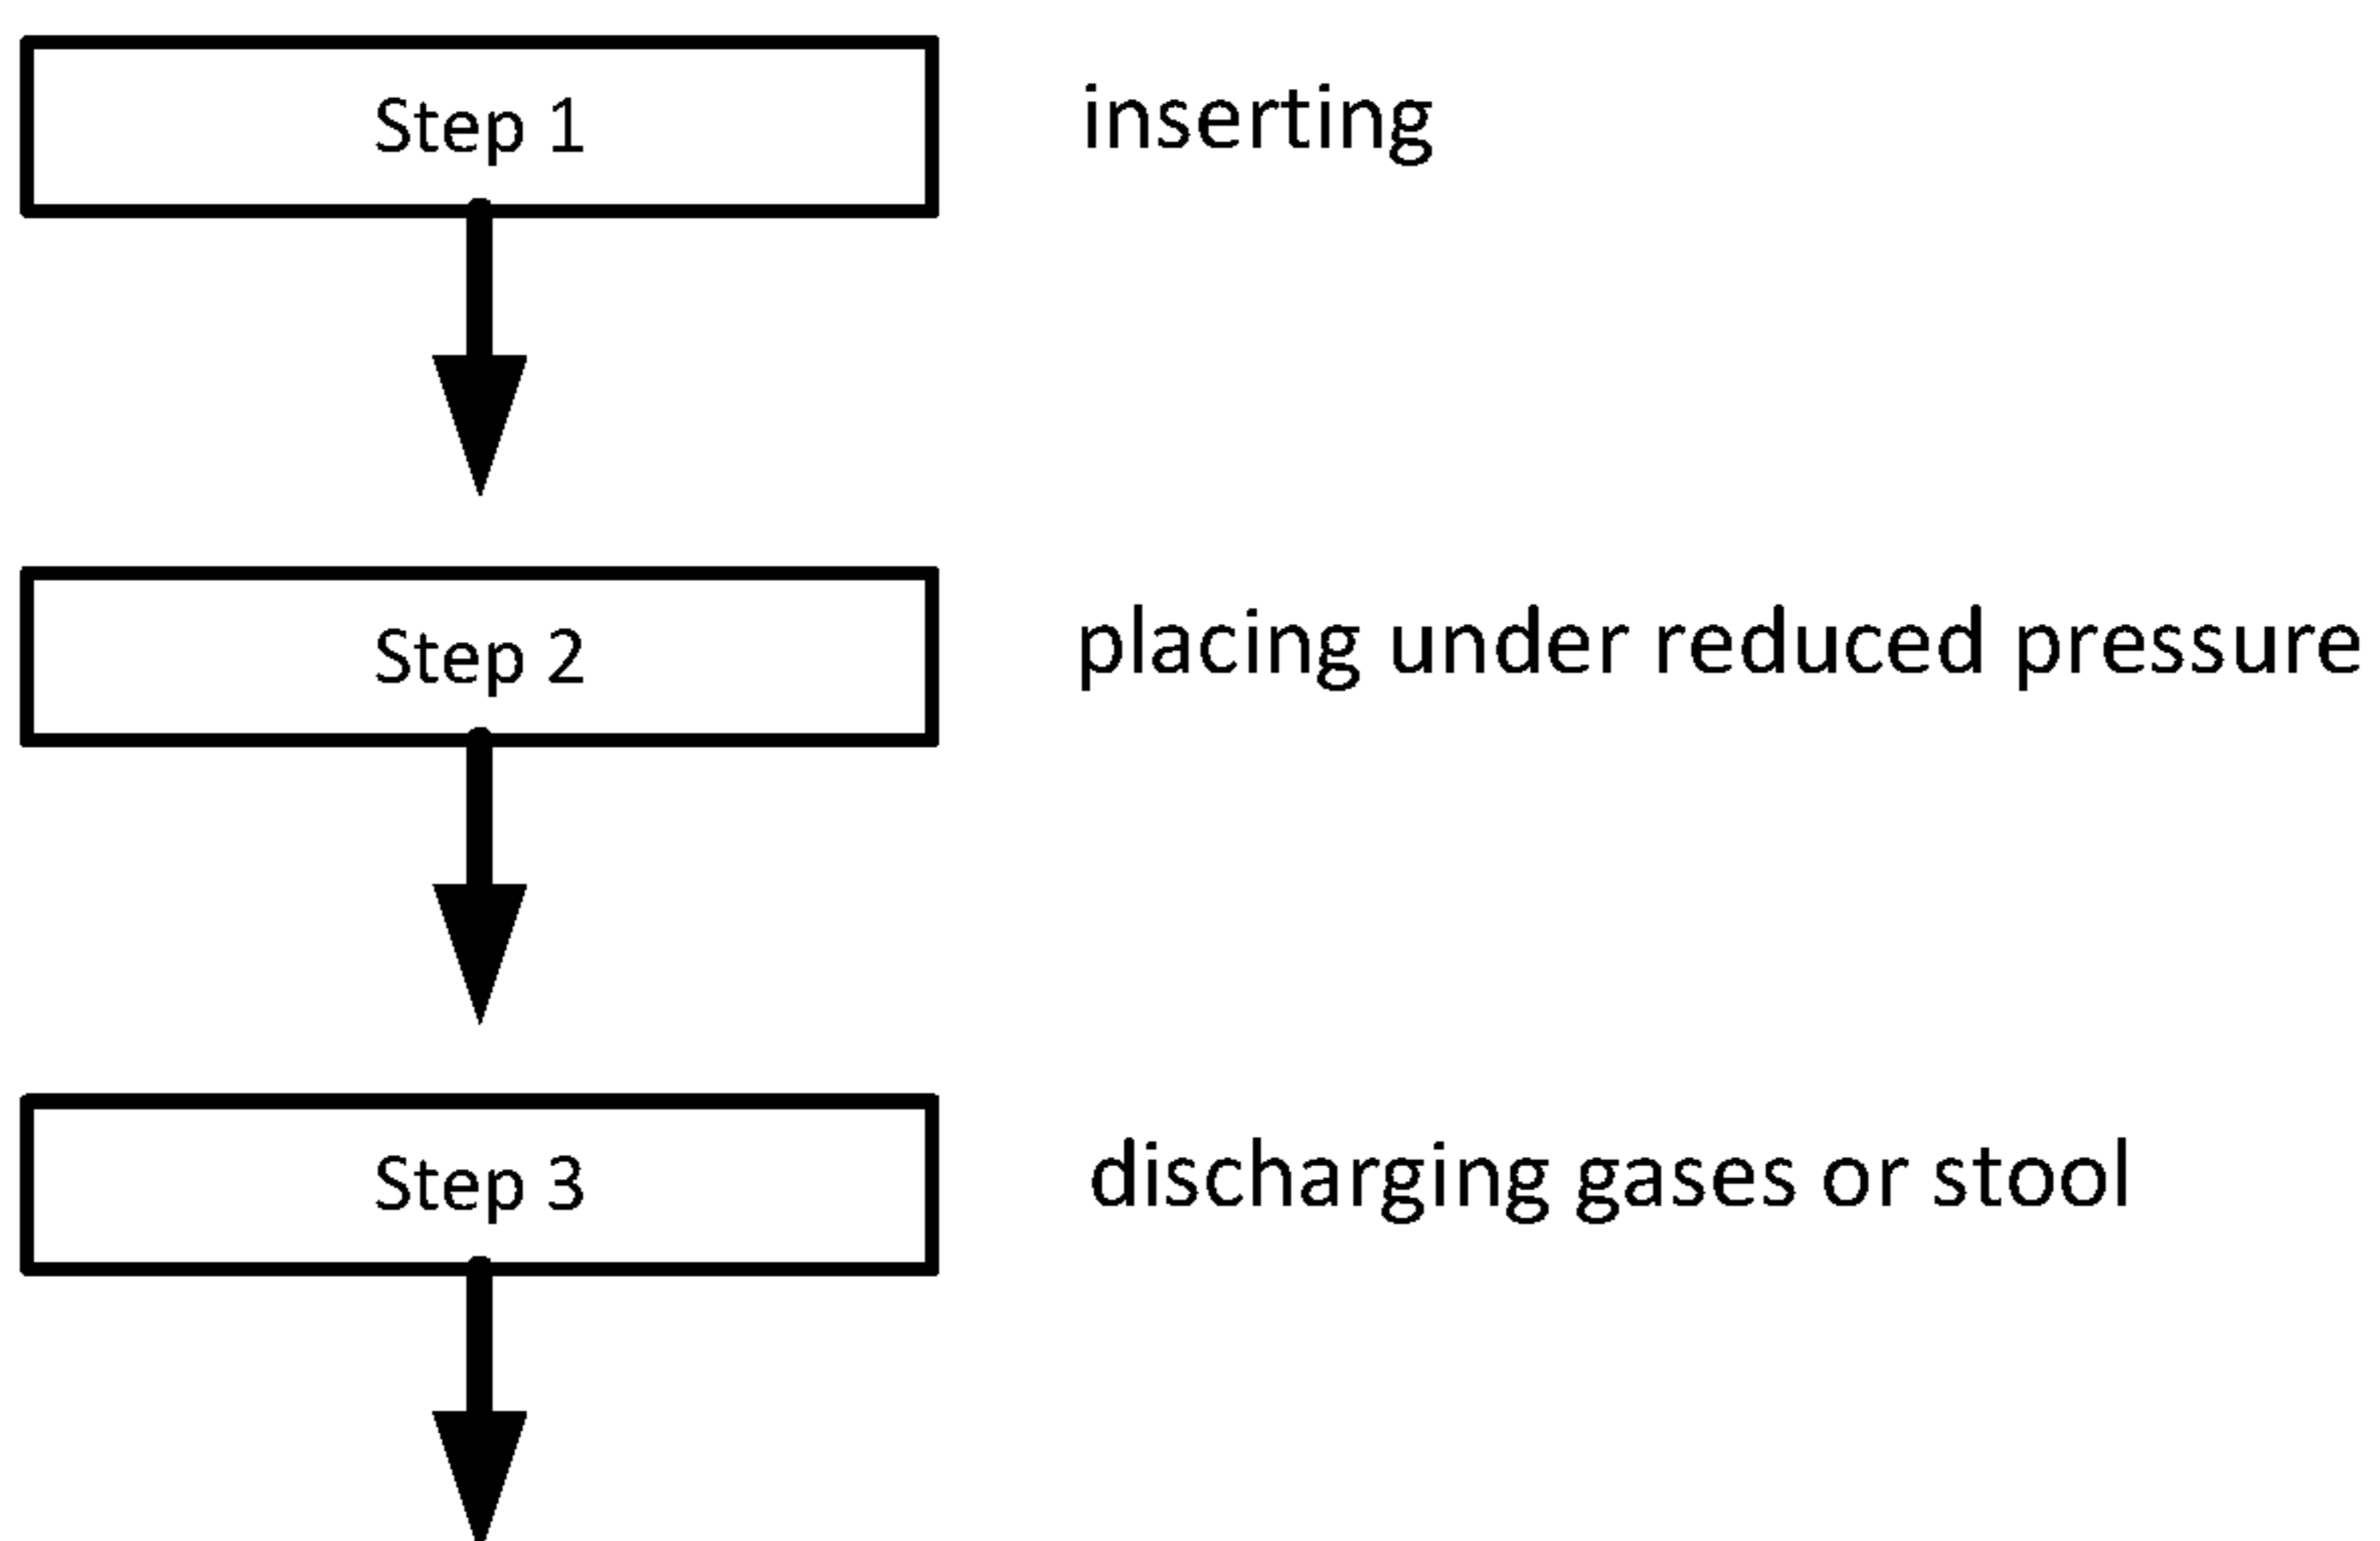 Step 1
inserting
Step 2
placing under reduced pressure
Step 3
discharging gases or stool